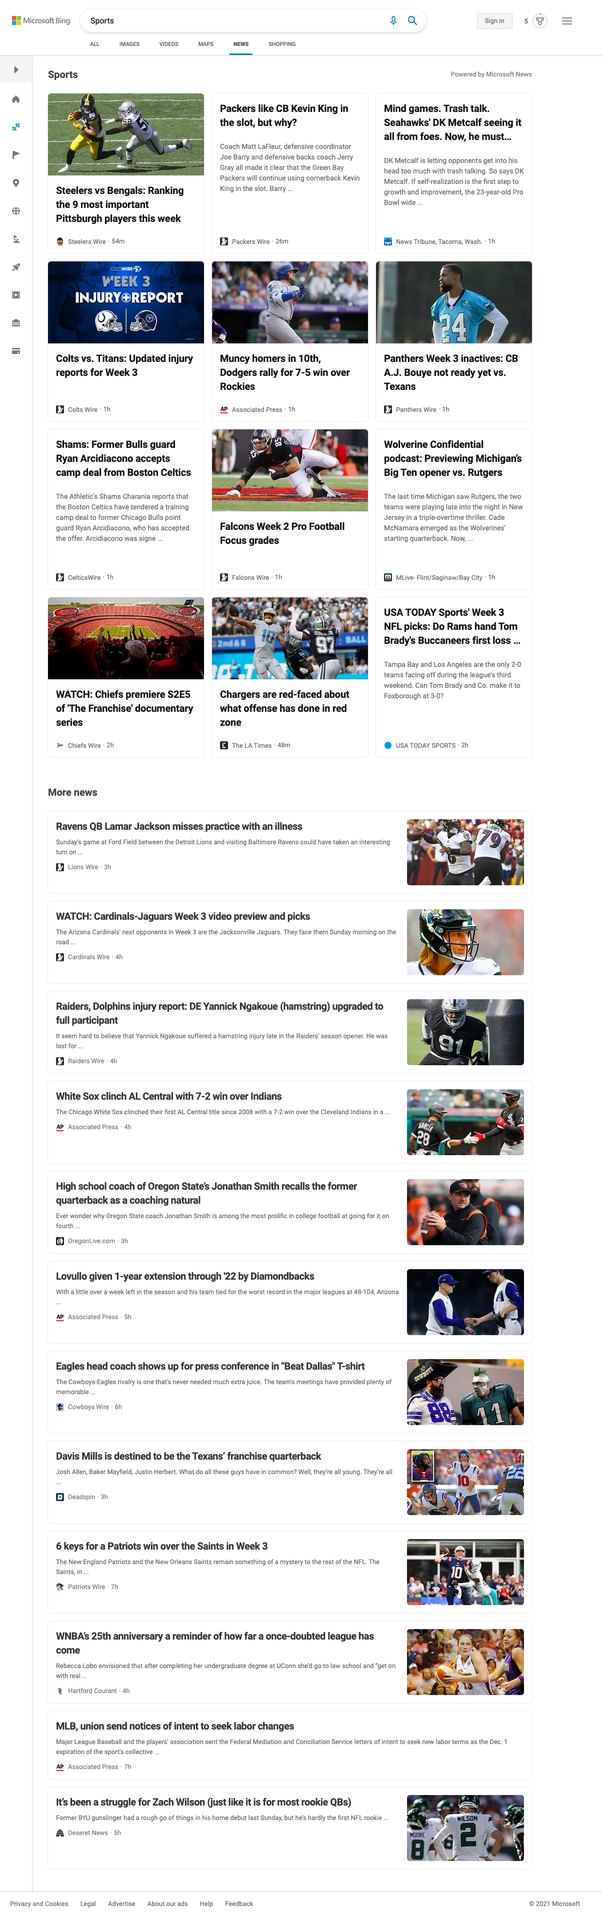 Microsoft Bing
Sports
Sign in
5
ALL IMAGES VIDEOS MAPS NEWS SHOPPING
Sports
Powered by Microsoft News
Steelers vs Bengals: Ranking
the 9 most important
Pittsburgh players this week
Steelers Wire · 54m
Packers like CB Kevin King in
the slot, but why?
Coach Matt LaFleur, defensive coordinator
Joe Barry and defensive backs coach Jerry
Gray all made it clear that the Green Bay
Packers will continue using cornerback Kevin
King in the slot. Barry ...
Packers Wire · 26m
Mind games. Trash talk.
Seahawks' DK Metcalf seeing it
all from foes. Now, he must...
DK Metcalf is letting opponents get into his
head too much with trash talking. So says DK
Metcalf. If self-realization is the first step to
growth and improvement, the 23-year-old Pro
Bowl wide ...
News Tribune, Tacoma, Wash. · 1h
COLTSWIRE
WEEK 3
INJURY+REPORT
Colts vs. Titans: Updated injury
reports for Week 3
Colts Wire · 1h
Muncy homers in 10th,
Dodgers rally for 7-5 win over
Rockies
AP Associated Press · 1h
24
Panthers Week 3 inactives: CB
A.J. Bouye not ready yet vs.
Texans
Panthers Wire · 1h
Shams: Former Bulls guard
Ryan Arcidiacono accepts
camp deal from Boston Celtics
The Athletic's Shams Charania reports that
the Boston Celtics have tendered a training
camp deal to former Chicago Bulls point
guard Ryan Arcidiacono, who has accepted
the offer. Arcidiacono was signe ...
CelticsWire · 1h
Falcons Week 2 Pro Football
Focus grades
Falcons Wire · 1h
Wolverine Confidential
podcast: Previewing Michigan's
Big Ten opener vs. Rutgers
The last time Michigan saw Rutgers, the two
teams were playing late into the night in New
Jersey in a triple-overtime thriller. Cade
McNamara emerged as the Wolverines'
starting quarterback. Now, ...
MLive- Flint/Saginaw/Bay City · 1h
WATCH: Chiefs premiere S2E5
of 'The Franchise' documentary
series
Chiefs Wire · 2h
2nd&8
BALL
10
92
Chargers are red-faced about
what offense has done in red
zone
The LA Times · 48m
USA TODAY Sports' Week 3
NFL picks: Do Rams hand Tom
Brady's Buccaneers first loss ...
Tampa Bay and Los Angeles are the only 2-0
teams facing off during the league's third
weekend. Can Tom Brady and Co. make it to
Foxborough at 3-0?
USA TODAY SPORTS · 2h
More news
Ravens QB Lamar Jackson misses practice with an illness
Sunday's game at Ford Field between the Detroit Lions and visiting Baltimore Ravens could have taken an interesting
turn on ...
Lions Wire · 3h
79
WATCH: Cardinals-Jaguars Week 3 video preview and picks
The Arizona Cardinals' next opponents in Week 3 are the Jacksonville Jaguars. They face them Sunday morning on the
road ...
Cardinals Wire · 4h
Raiders, Dolphins injury report: DE Yannick Ngakoue (hamstring) upgraded to
full participant
It seem hard to believe that Yannick Ngakoue suffered a hamstring injury late in the Raiders' season opener. He was
lost for ...
Raiders Wire · 4h
91
White Sox clinch AL Central with 7-2 win over Indians
The Chicago White Sox clinched their first AL Central title since 2008 with a 7-2 win over the Cleveland Indians in a ...
AP Associated Press · 4h
28
High school coach of Oregon State's Jonathan Smith recalls the former
quarterback as a coaching natural
Ever wonder why Oregon State coach Jonathan Smith is among the most prolific in college football at going for it on
fourth ...
OregonLive.com · 3h
Lovullo given 1-year extension through '22 by Diamondbacks
With a little over a week left in the season and his team tied for the worst record in the major leagues at 48-104, Arizona
...
AP Associated Press · 5h
Eagles head coach shows up for press conference in "Beat Dallas" T-shirt
The Cowboys-Eagles rivalry is one that's never needed much extra juice. The team's meetings have provided plenty of
memorable ...
Cowboys Wire · 6h
COWBOYS
88
11
Davis Mills is destined to be the Texans' franchise quarterback
Josh Allen, Baker Mayfield, Justin Herbert. What do all these guys have in common? Well, they're all young. They're all
...
Deadspin · 3h
10
22
6 keys for a Patriots win over the Saints in Week 3
The New England Patriots and the New Orleans Saints remain something of a mystery to the rest of the NFL. The
Saints, in ...
Patriots Wire · 7h
10
WNBA's 25th anniversary a reminder of how far a once-doubted league has
come
Rebecca Lobo envisioned that after completing her undergraduate degree at UConn she'd go to law school and "get on
with real ...
Hartford Courant · 4h
MLB, union send notices of intent to seek labor changes
Major League Baseball and the players' association sent the Federal Mediation and Conciliation Service letters of intent to seek new labor terms as the Dec. 1
expiration of the sport's collective ...
AP Associated Press · 7h
It's been a struggle for Zach Wilson (just like it is for most rookie QBs)
Former BYU gunslinger had a rough go of things in his home debut last Sunday, but he's hardly the first NFL rookie ...
Deseret News · 5h
WILSON
MOORE
8
2
Privacy and Cookies Legal Advertise About our ads Help Feedback
© 2021 Microsoft